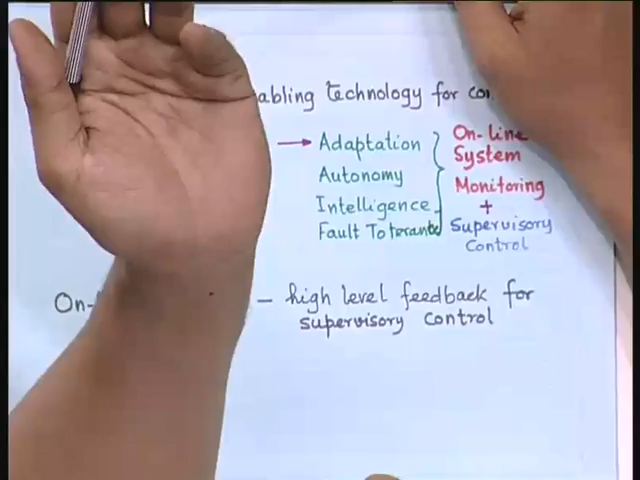 abling technology for con
→ Adaptation
Autonomy
Intelligence
Fault Tolerant
On-line
System
Monitoring
+
Supervisory
Control
On- — high level feedback for
supervisory control